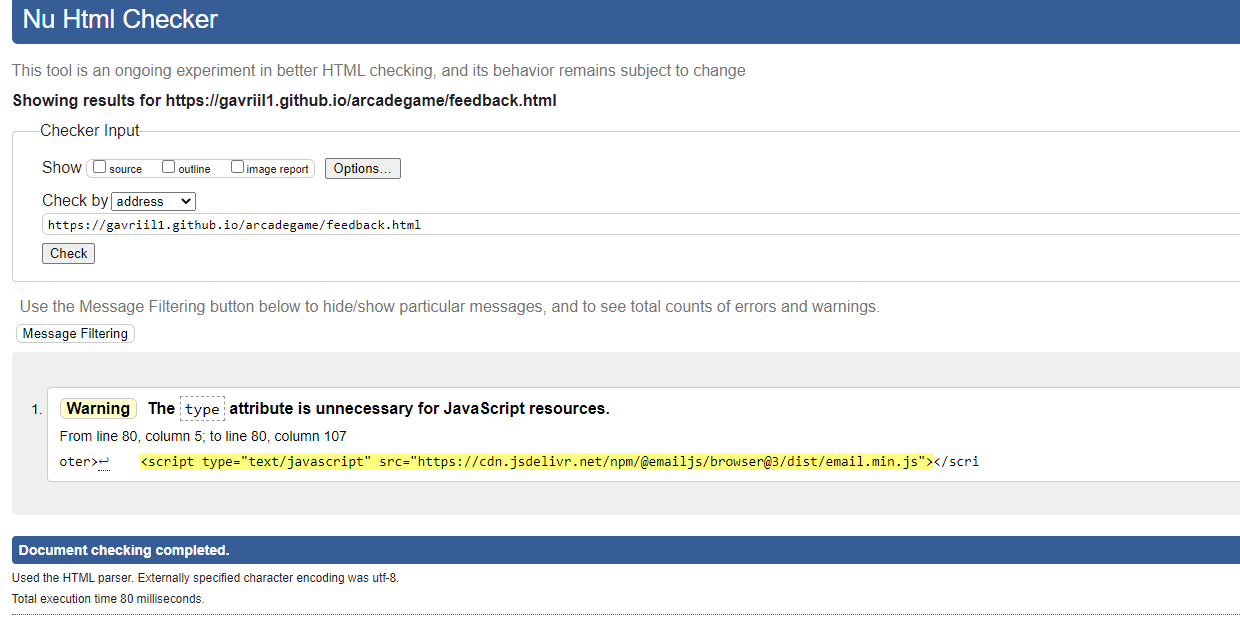 Nu Html Checker
This tool is an ongoing experiment in better HTML checking, and its behavior remains subject to change
Showing results for https://gavriil1.github.io/arcadegame/feedback.html
Checker Input
Show source outline image report Options...
Check by address
https://gavriil1.github.io/arcadegame/feedback.html
Check
Use the Message Filtering button below to hide/show particular messages, and to see total counts of errors and warnings.
Message Filtering
1. Warning The type attribute is unnecessary for JavaScript resources.
From line 80, column 5; to line 80, column 107
oter>↩ <script type="text/javascript" src="https://cdn.jsdelivr.net/npm/@emailjs/browser@3/dist/email.min.js"></scri
Document checking completed.
Used the HTML parser. Externally specified character encoding was utf-8.
Total execution time 80 milliseconds.